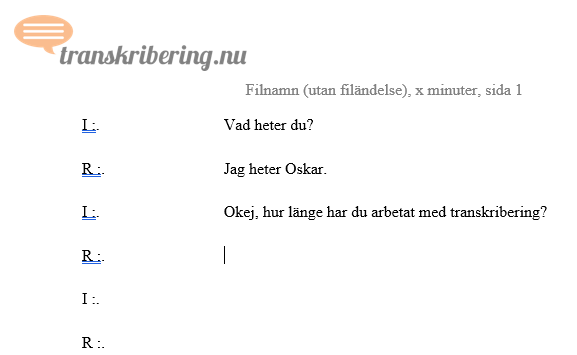 transkribering.nu
Filnamn (utan filändelse), x minuter, sida 1
I :. Vad heter du?
R :. Jag heter Oskar.
I :. Okej, hur länge har du arbetat med transkribering?
R :.
I :.
R :.